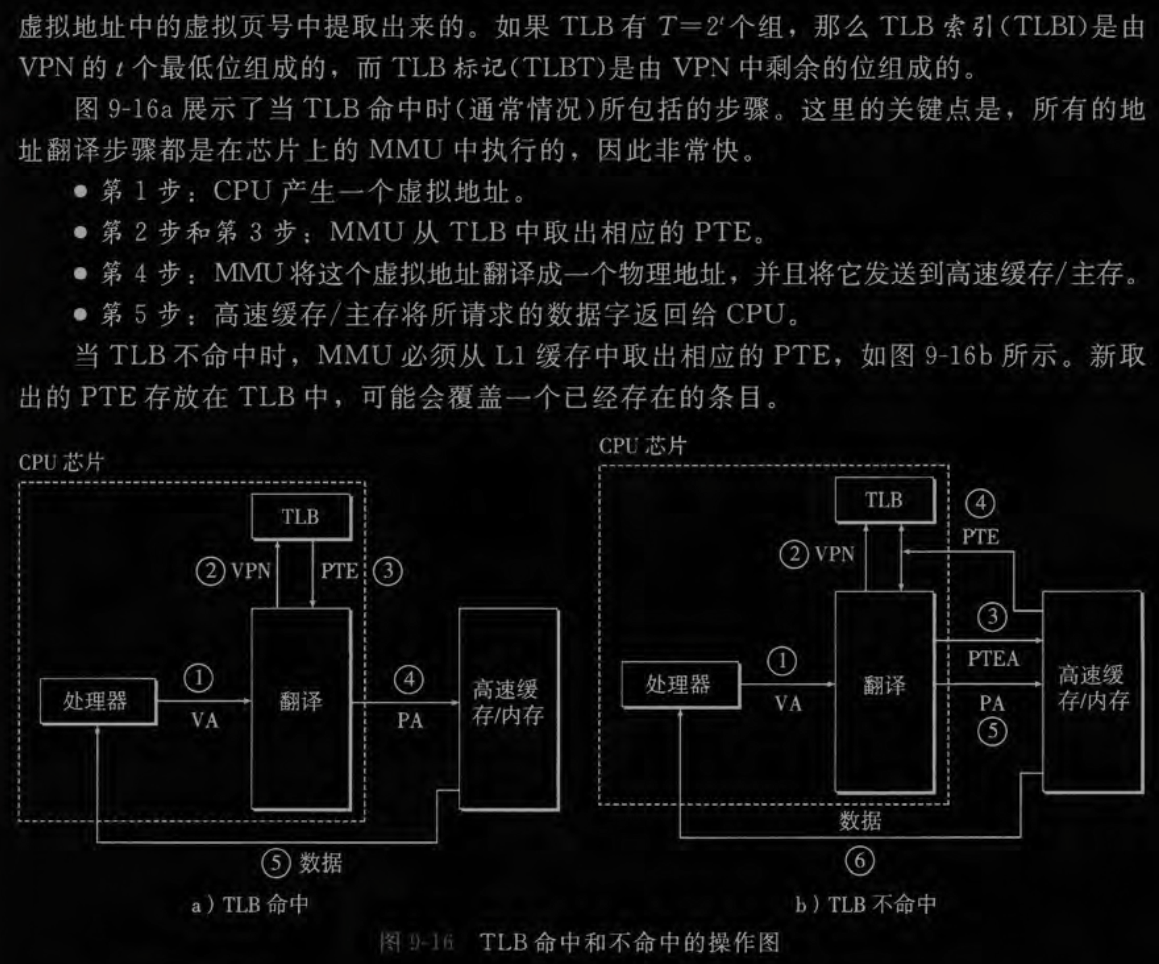 虚拟地址中的虚拟页号中提取出来的。如果 TLB 有 T=2ᵗ个组，那么 TLB 索引(TLBI)是由
VPN 的 t 个最低位组成的，而 TLB 标记(TLBT)是由 VPN 中剩余的位组成的。
图 9-16a 展示了当 TLB 命中时(通常情况)所包括的步骤。这里的关键点是，所有的地
址翻译步骤都是在芯片上的 MMU 中执行的，因此非常快。
● 第 1 步：CPU 产生一个虚拟地址。
● 第 2 步和第 3 步：MMU 从 TLB 中取出相应的 PTE。
● 第 4 步：MMU 将这个虚拟地址翻译成一个物理地址，并且将它发送到高速缓存/主存。
● 第 5 步：高速缓存/主存将所请求的数据字返回给 CPU。
当 TLB 不命中时，MMU 必须从 L1 缓存中取出相应的 PTE，如图 9-16b 所示。新取
出的 PTE 存放在 TLB 中，可能会覆盖一个已经存在的条目。
CPU 芯片
TLB
② VPN
PTE ③
处理器
①
VA
翻译
④
PA
高速缓
存/内存
⑤ 数据
a）TLB 命中
CPU 芯片
TLB
② VPN
④
PTE
处理器
①
VA
翻译
③
PTEA
PA
⑤
高速缓
存/内存
数据
⑥
b）TLB 不命中
图 9-16 TLB 命中和不命中的操作图